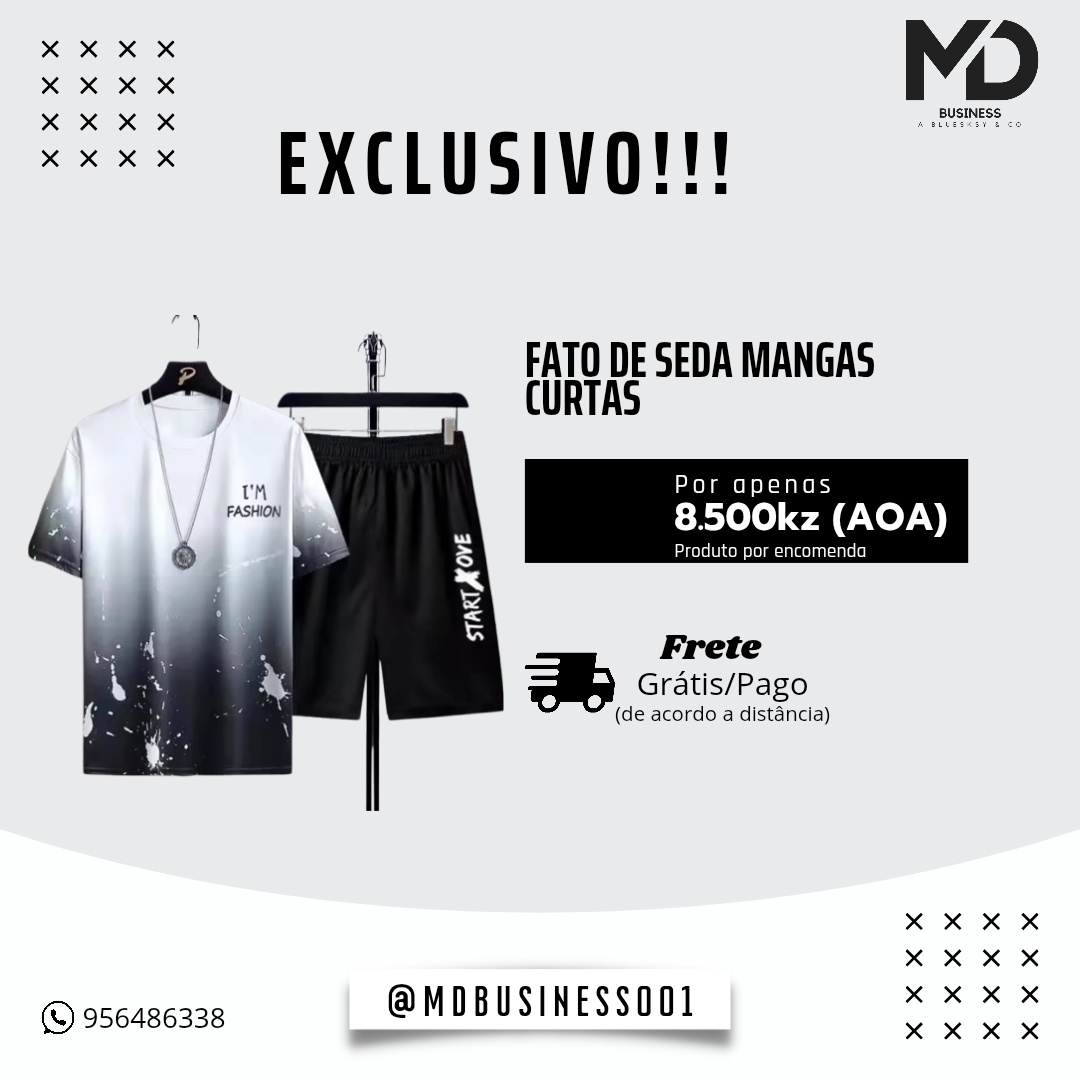 MD
BUSINESS
A BLUESKSY & CO
EXCLUSIVO!!!
FATO DE SEDA MANGAS
CURTAS
I'M
FASHION
START XOVE
Por apenas
8.500kz (AOA)
Produto por encomenda
Frete
Grátis/Pago
(de acordo a distância)
956486338
@MDBUSINESS001